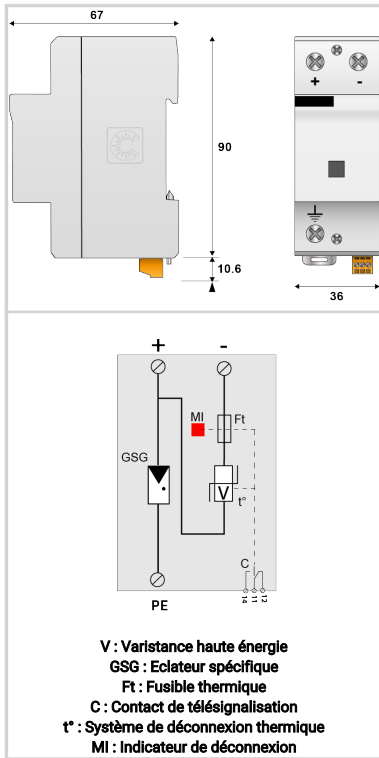 67
90
10.6
+ -
36
+ -
MI
Ft
GSG
V
t°
C
14 11 12
PE
V : Varistance haute énergie
GSG : Eclateur spécifique
Ft : Fusible thermique
C : Contact de télésignalisation
t° : Système de déconnexion thermique
MI : Indicateur de déconnexion